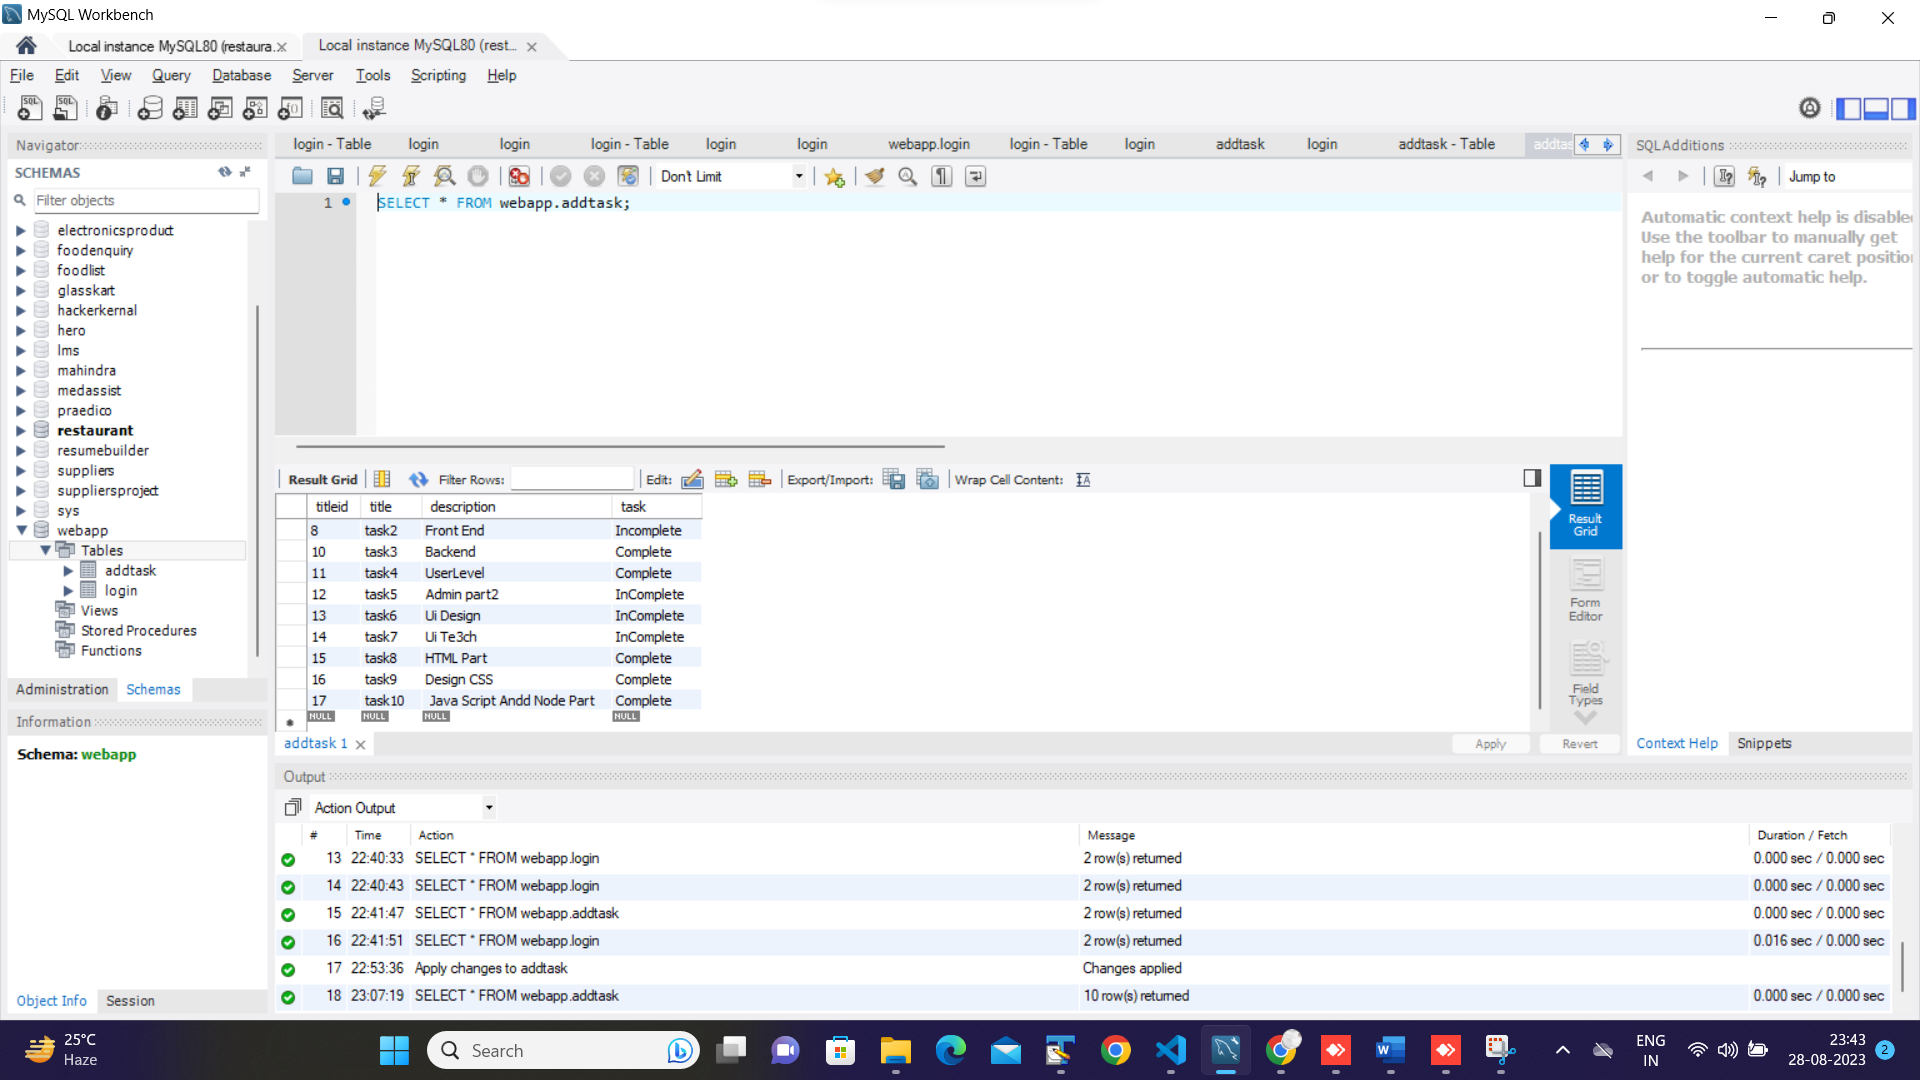 MySQL Workbench
Local instance MySQL80 (restaura... Local instance MySQL80 (rest...
File Edit View Query Database Server Tools Scripting Help
Navigator
SCHEMAS
Filter objects
electronicsproduct
foodenquiry
foodlist
glasskart
hackerkernal
hero
lms
mahindra
medassist
praedico
restaurant
resumebuilder
suppliers
suppliersproject
sys
webapp
Tables
addtask
login
Views
Stored Procedures
Functions
Administration Schemas
Information
Schema: webapp
Object Info Session
login - Table login login login - Table login login webapp.login login - Table login addtask login addtask - Table addtas
Don't Limit
1 SELECT * FROM webapp.addtask;
Result Grid Filter Rows: Edit: Export/Import: Wrap Cell Content:
titleid title description task
8 task2 Front End Incomplete
10 task3 Backend Complete
11 task4 UserLevel Complete
12 task5 Admin part2 InComplete
13 task6 Ui Design InComplete
14 task7 Ui Te3ch InComplete
15 task8 HTML Part Complete
16 task9 Design CSS Complete
17 task10 Java Script Andd Node Part Complete
NULL NULL NULL NULL
Result
Grid
Form
Editor
Field
Types
addtask 1 Apply Revert
SQLAdditions
Jump to
Automatic context help is disabled
Use the toolbar to manually get
help for the current caret position
or to toggle automatic help.
Context Help Snippets
Output
Action Output
# Time Action Message Duration / Fetch
13 22:40:33 SELECT * FROM webapp.login 2 row(s) returned 0.000 sec / 0.000 sec
14 22:40:43 SELECT * FROM webapp.login 2 row(s) returned 0.000 sec / 0.000 sec
15 22:41:47 SELECT * FROM webapp.addtask 2 row(s) returned 0.000 sec / 0.000 sec
16 22:41:51 SELECT * FROM webapp.login 2 row(s) returned 0.016 sec / 0.000 sec
17 22:53:36 Apply changes to addtask Changes applied
18 23:07:19 SELECT * FROM webapp.addtask 10 row(s) returned 0.000 sec / 0.000 sec
25°C
Haze
Search
ENG
IN
23:43
28-08-2023
2